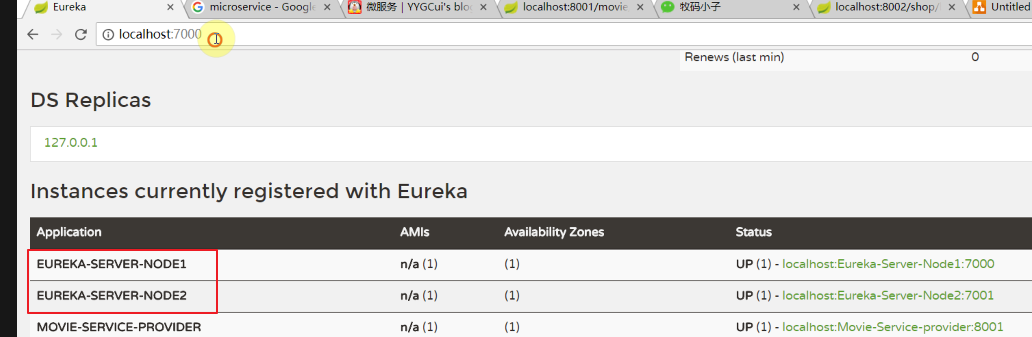 Eureka
microservice - Google
微服务 | YYGCui's blo
localhost:8001/movie
牧码小子
localhost:8002/shop/
Untitled
localhost:7000
Renews (last min) 0
DS Replicas
127.0.0.1
Instances currently registered with Eureka
Application AMIs Availability Zones Status
EUREKA-SERVER-NODE1 n/a (1) (1) UP (1) - localhost:Eureka-Server-Node1:7000
EUREKA-SERVER-NODE2 n/a (1) (1) UP (1) - localhost:Eureka-Server-Node2:7001
MOVIE-SERVICE-PROVIDER n/a (1) (1) UP (1) - localhost:Movie-Service-provider:8001